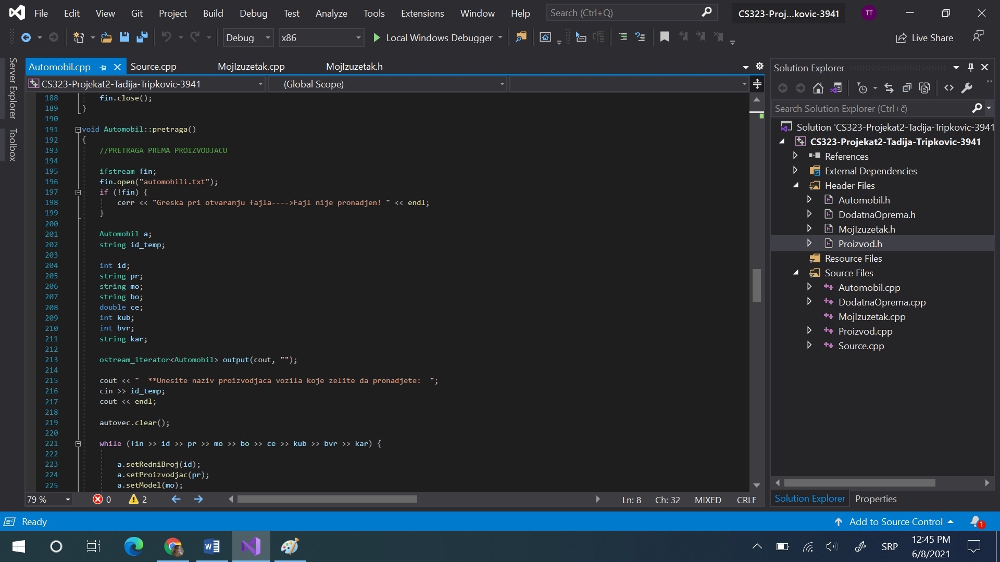 File Edit View Git Project Build Debug Test Analyze Tools Extensions Window Help Search (Ctrl+Q) CS323-Proj...kovic-3941 TT
Debug x86 Local Windows Debugger Live Share
Server Explorer
Toolbox
Automobil.cpp Source.cpp MojIzuzetak.cpp MojIzuzetak.h
CS323-Projekat2-Tadija-Tripkovic-3941 (Global Scope)
188 fin.close();
189 }
190
191 void Automobil::pretraga()
192 {
193 //PRETRAGA PREMA PROIZVODJACU
194
195 ifstream fin;
196 fin.open("automobili.txt");
197 if (!fin) {
198 cerr << "Greska pri otvaranju fajla---->Fajl nije pronadjen! " << endl;
199 }
200
201 Automobil a;
202 string id_temp;
203
204 int id;
205 string pr;
206 string mo;
207 string bo;
208 double ce;
209 int kub;
210 int bvr;
211 string kar;
212
213 ostream_iterator<Automobil> output(cout, "");
214
215 cout << "  **Unesite naziv proizvodjaca vozila koje zelite da pronadjete:  ";
216 cin >> id_temp;
217 cout << endl;
218
219 autovec.clear();
220
221 while (fin >> id >> pr >> mo >> bo >> ce >> kub >> bvr >> kar) {
222
223 a.setRedniBroj(id);
224 a.setProizvodjac(pr);
225 a.setModel(mo);
79 % 0 2 Ln: 8 Ch: 32 MIXED CRLF
Solution Explorer
Search Solution Explorer (Ctrl+č)
Solution 'CS323-Projekat2-Tadija-Tripkovic-3941
CS323-Projekat2-Tadija-Tripkovic-3941
References
External Dependencies
Header Files
Automobil.h
DodatnaOprema.h
MojIzuzetak.h
Proizvod.h
Resource Files
Source Files
Automobil.cpp
DodatnaOprema.cpp
MojIzuzetak.cpp
Proizvod.cpp
Source.cpp
Solution Explorer Properties
Ready Add to Source Control 1
SRP 12:45 PM
6/8/2021